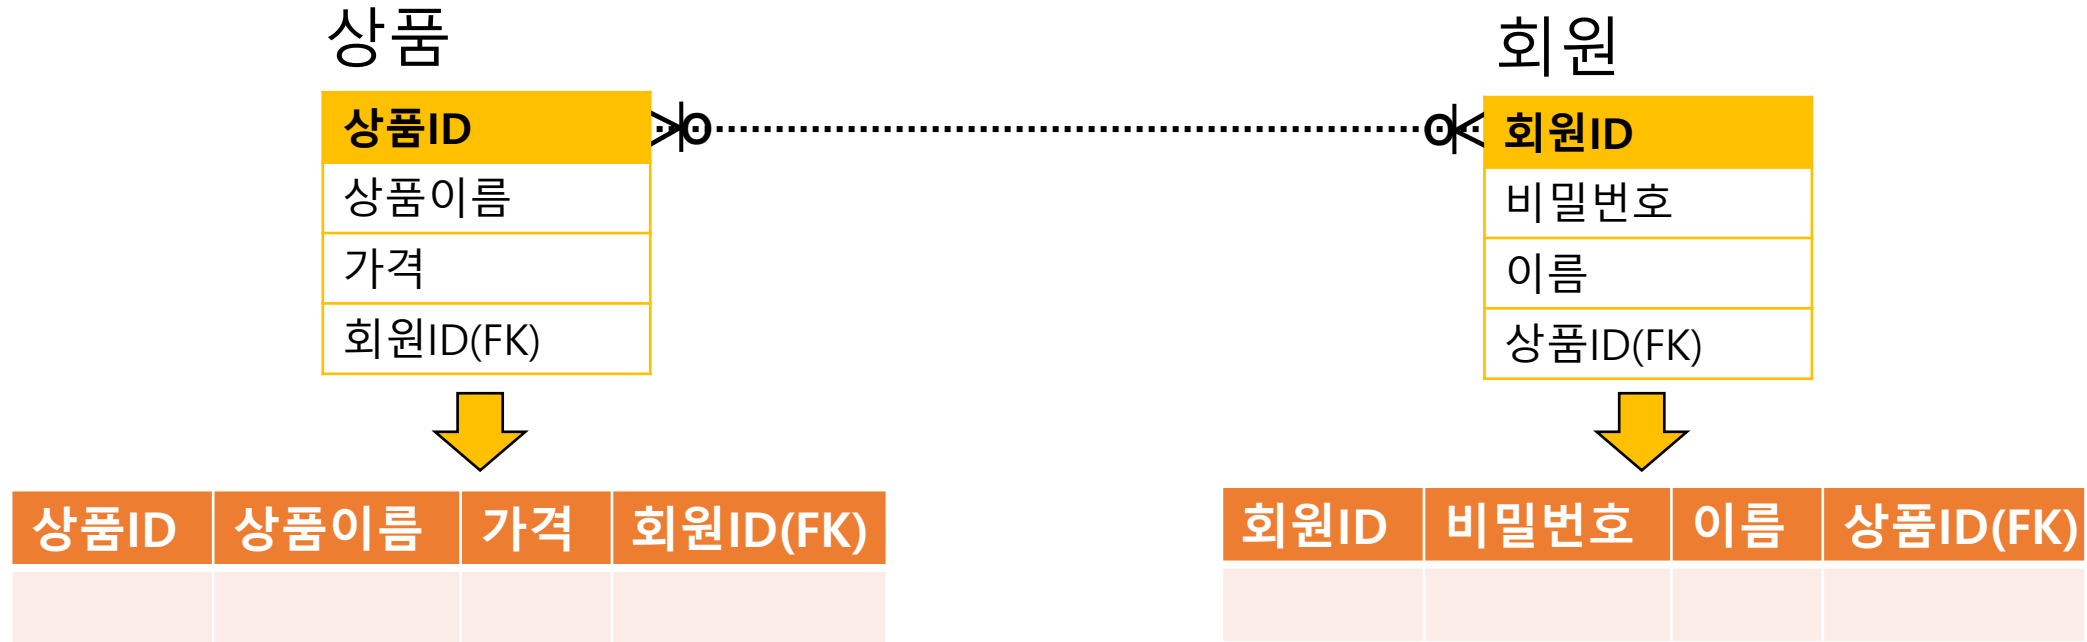 상품
상품ID
상품이름
가격
회원ID(FK)
회원
회원ID
비밀번호
이름
상품ID(FK)
상품ID 상품이름 가격 회원ID(FK)
회원ID 비밀번호 이름 상품ID(FK)